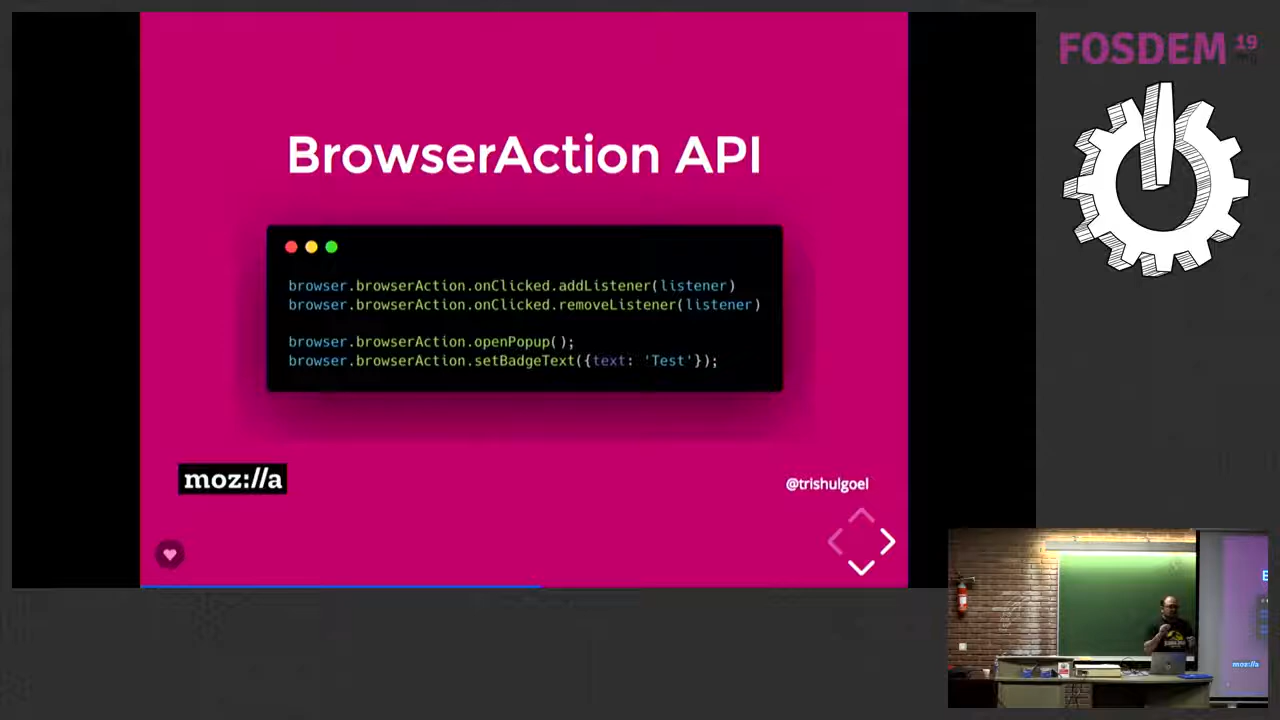 BrowserAction API
browser.browserAction.onClicked.addListener(listener)
browser.browserAction.onClicked.removeListener(listener)
browser.browserAction.openPopup();
browser.browserAction.setBadgeText({text: 'Test'});
moz://a
@trishulgoel
FOSDEM 19
moz://a